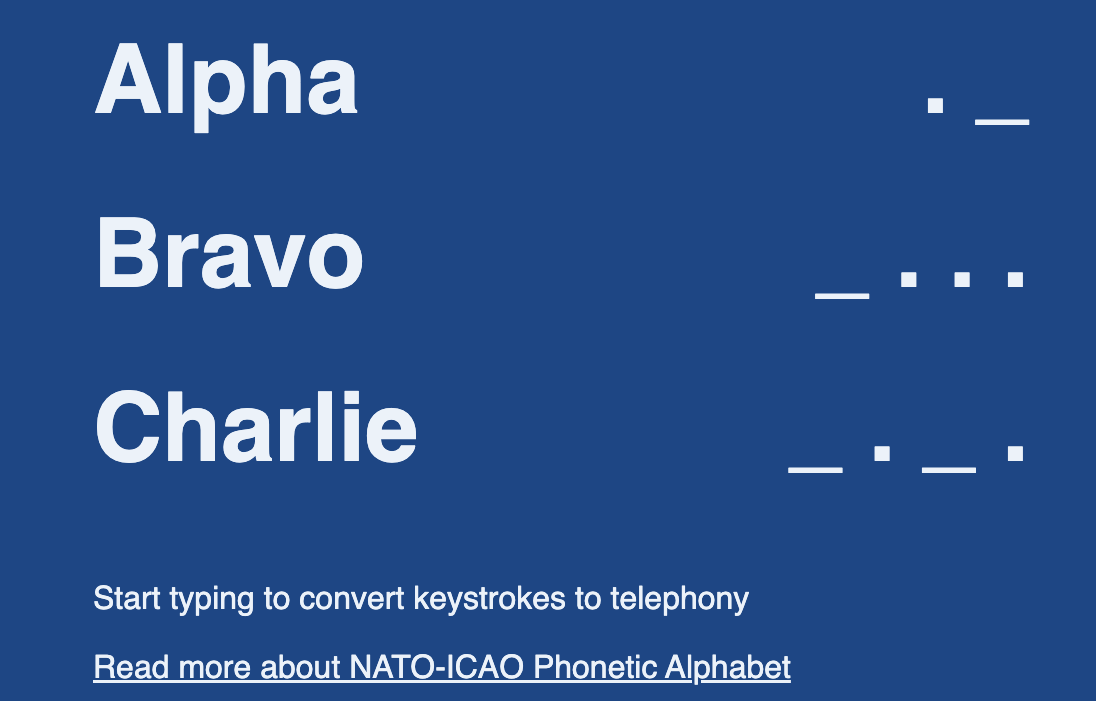 Alpha . _
Bravo _ . . .
Charlie _ . _ .
Start typing to convert keystrokes to telephony
Read more about NATO-ICAO Phonetic Alphabet